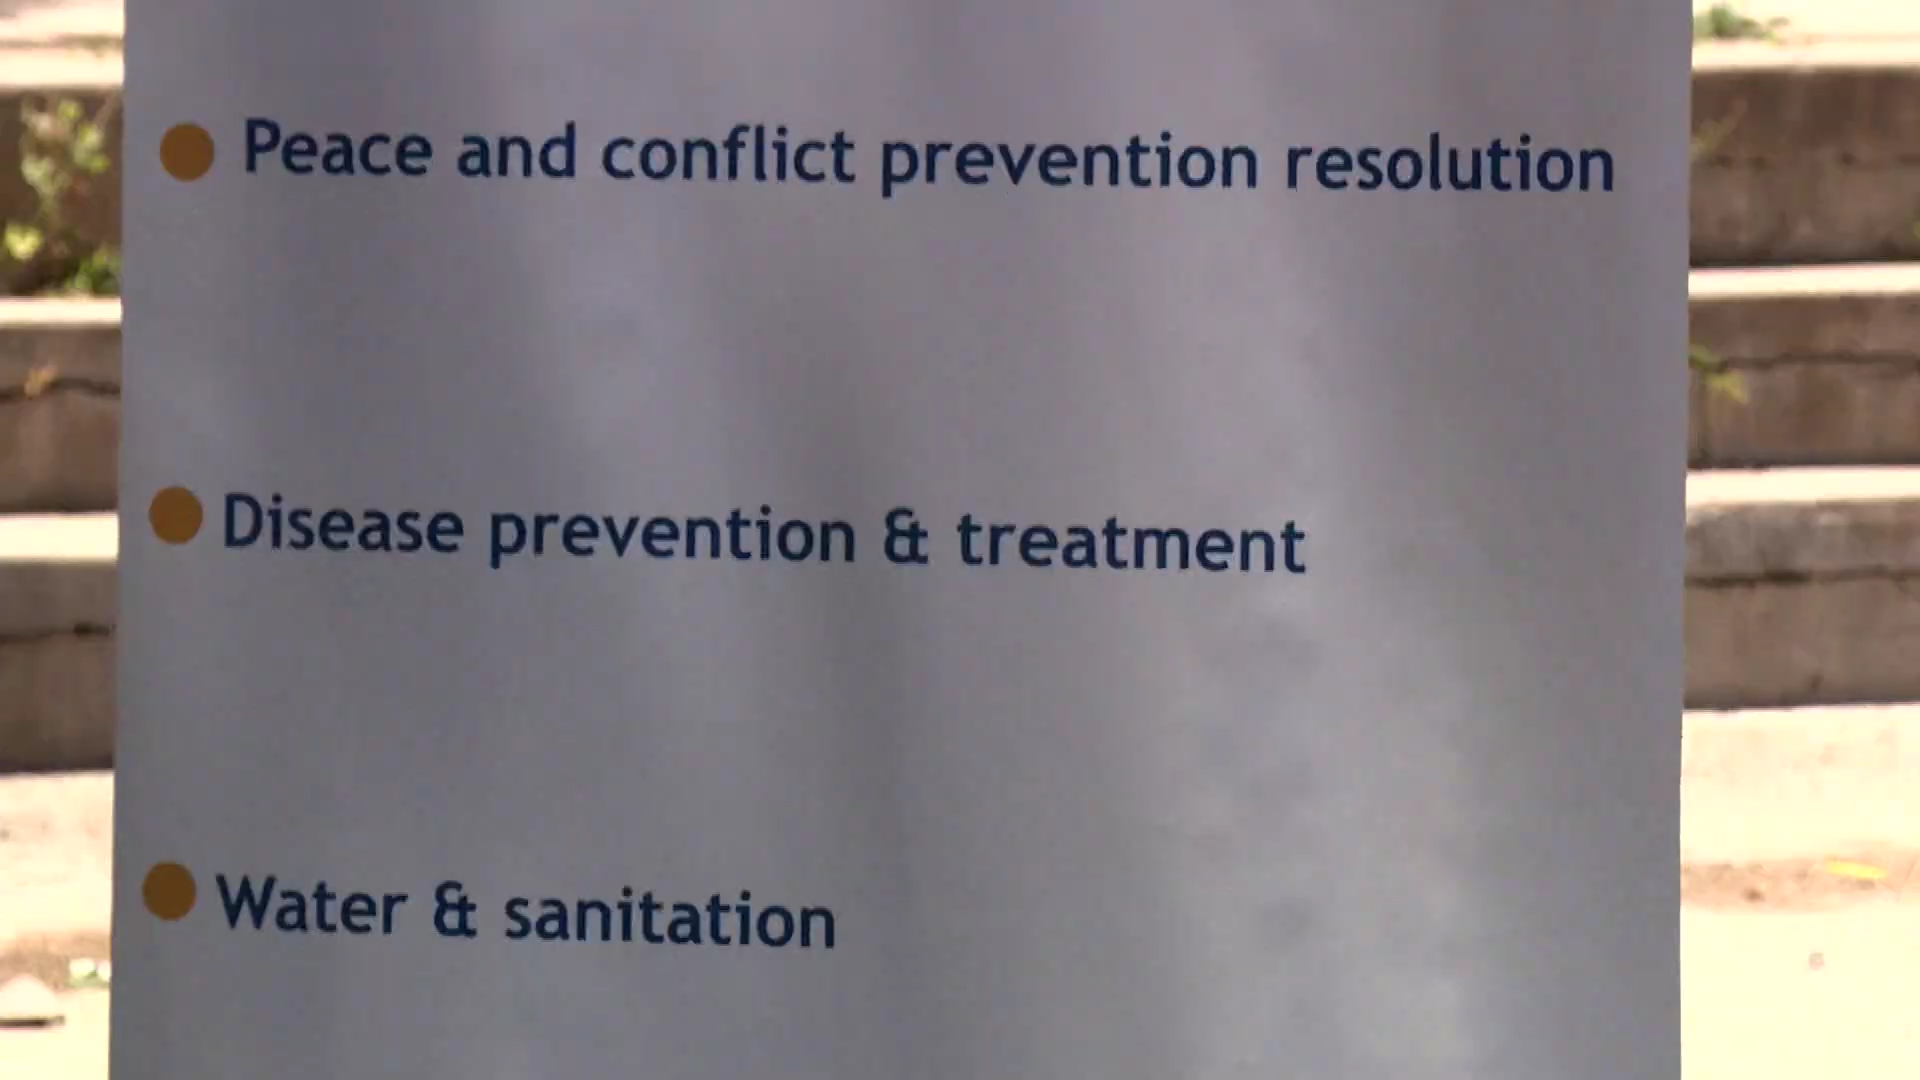 Peace and conflict prevention resolution
Disease prevention & treatment
Water & sanitation